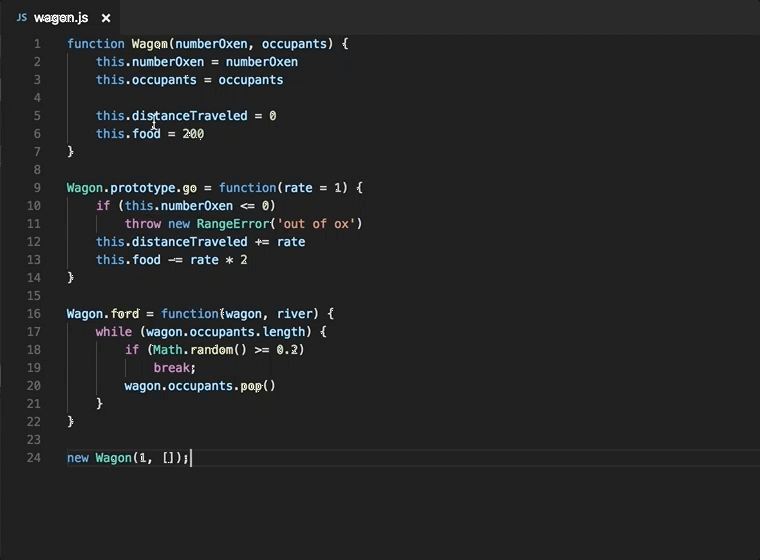 JS wagon.js ×
1 function Wagon(numberOxen, occupants) {
2 this.numberOxen = numberOxen
3 this.occupants = occupants
4
5 this.distanceTraveled = 0
6 this.food = 200
7 }
8
9 Wagon.prototype.go = function(rate = 1) {
10 if (this.numberOxen <= 0)
11 throw new RangeError('out of ox')
12 this.distanceTraveled += rate
13 this.food -= rate * 2
14 }
15
16 Wagon.ford = function(wagon, river) {
17 while (wagon.occupants.length) {
18 if (Math.random() >= 0.2)
19 break;
20 wagon.occupants.pop()
21 }
22 }
23
24 new Wagon(1, []);